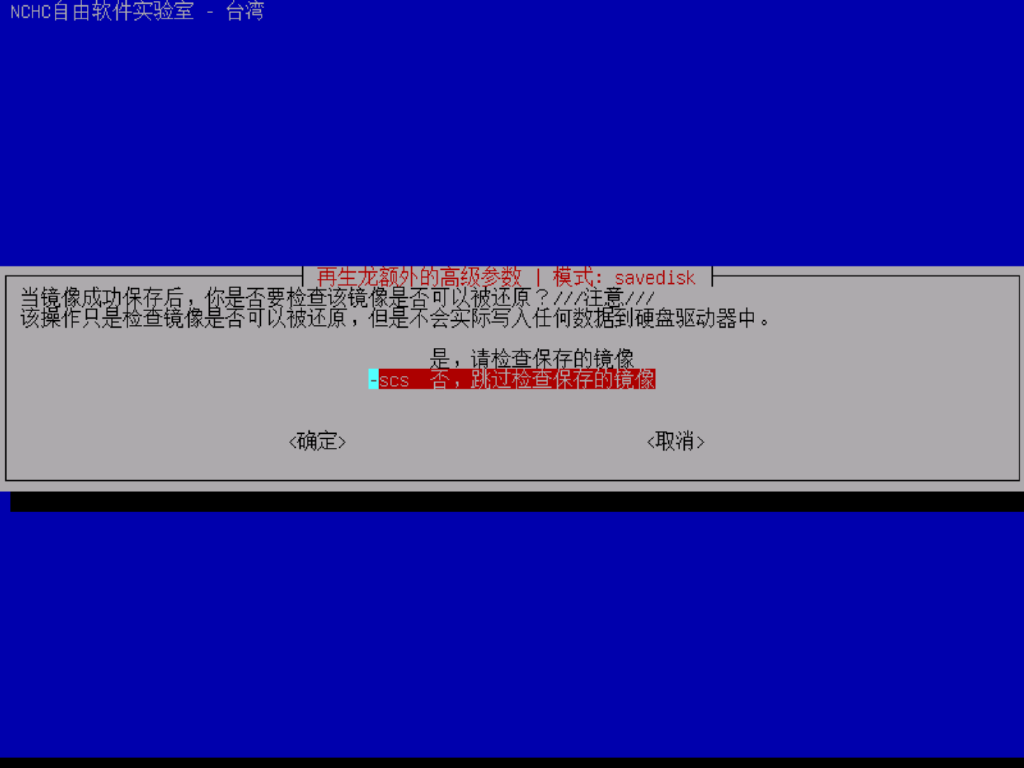 NCHC自由软件实验室 - 台湾
再生龙额外的高级参数 | 模式: savedisk
当镜像成功保存后，你是否要检查该镜像是否可以被还原？///注意///
该操作只是检查镜像是否可以被还原，但是不会实际写入任何数据到硬盘驱动器中。
是，请检查保存的镜像
-scs 否，跳过检查保存的镜像
<确定> <取消>